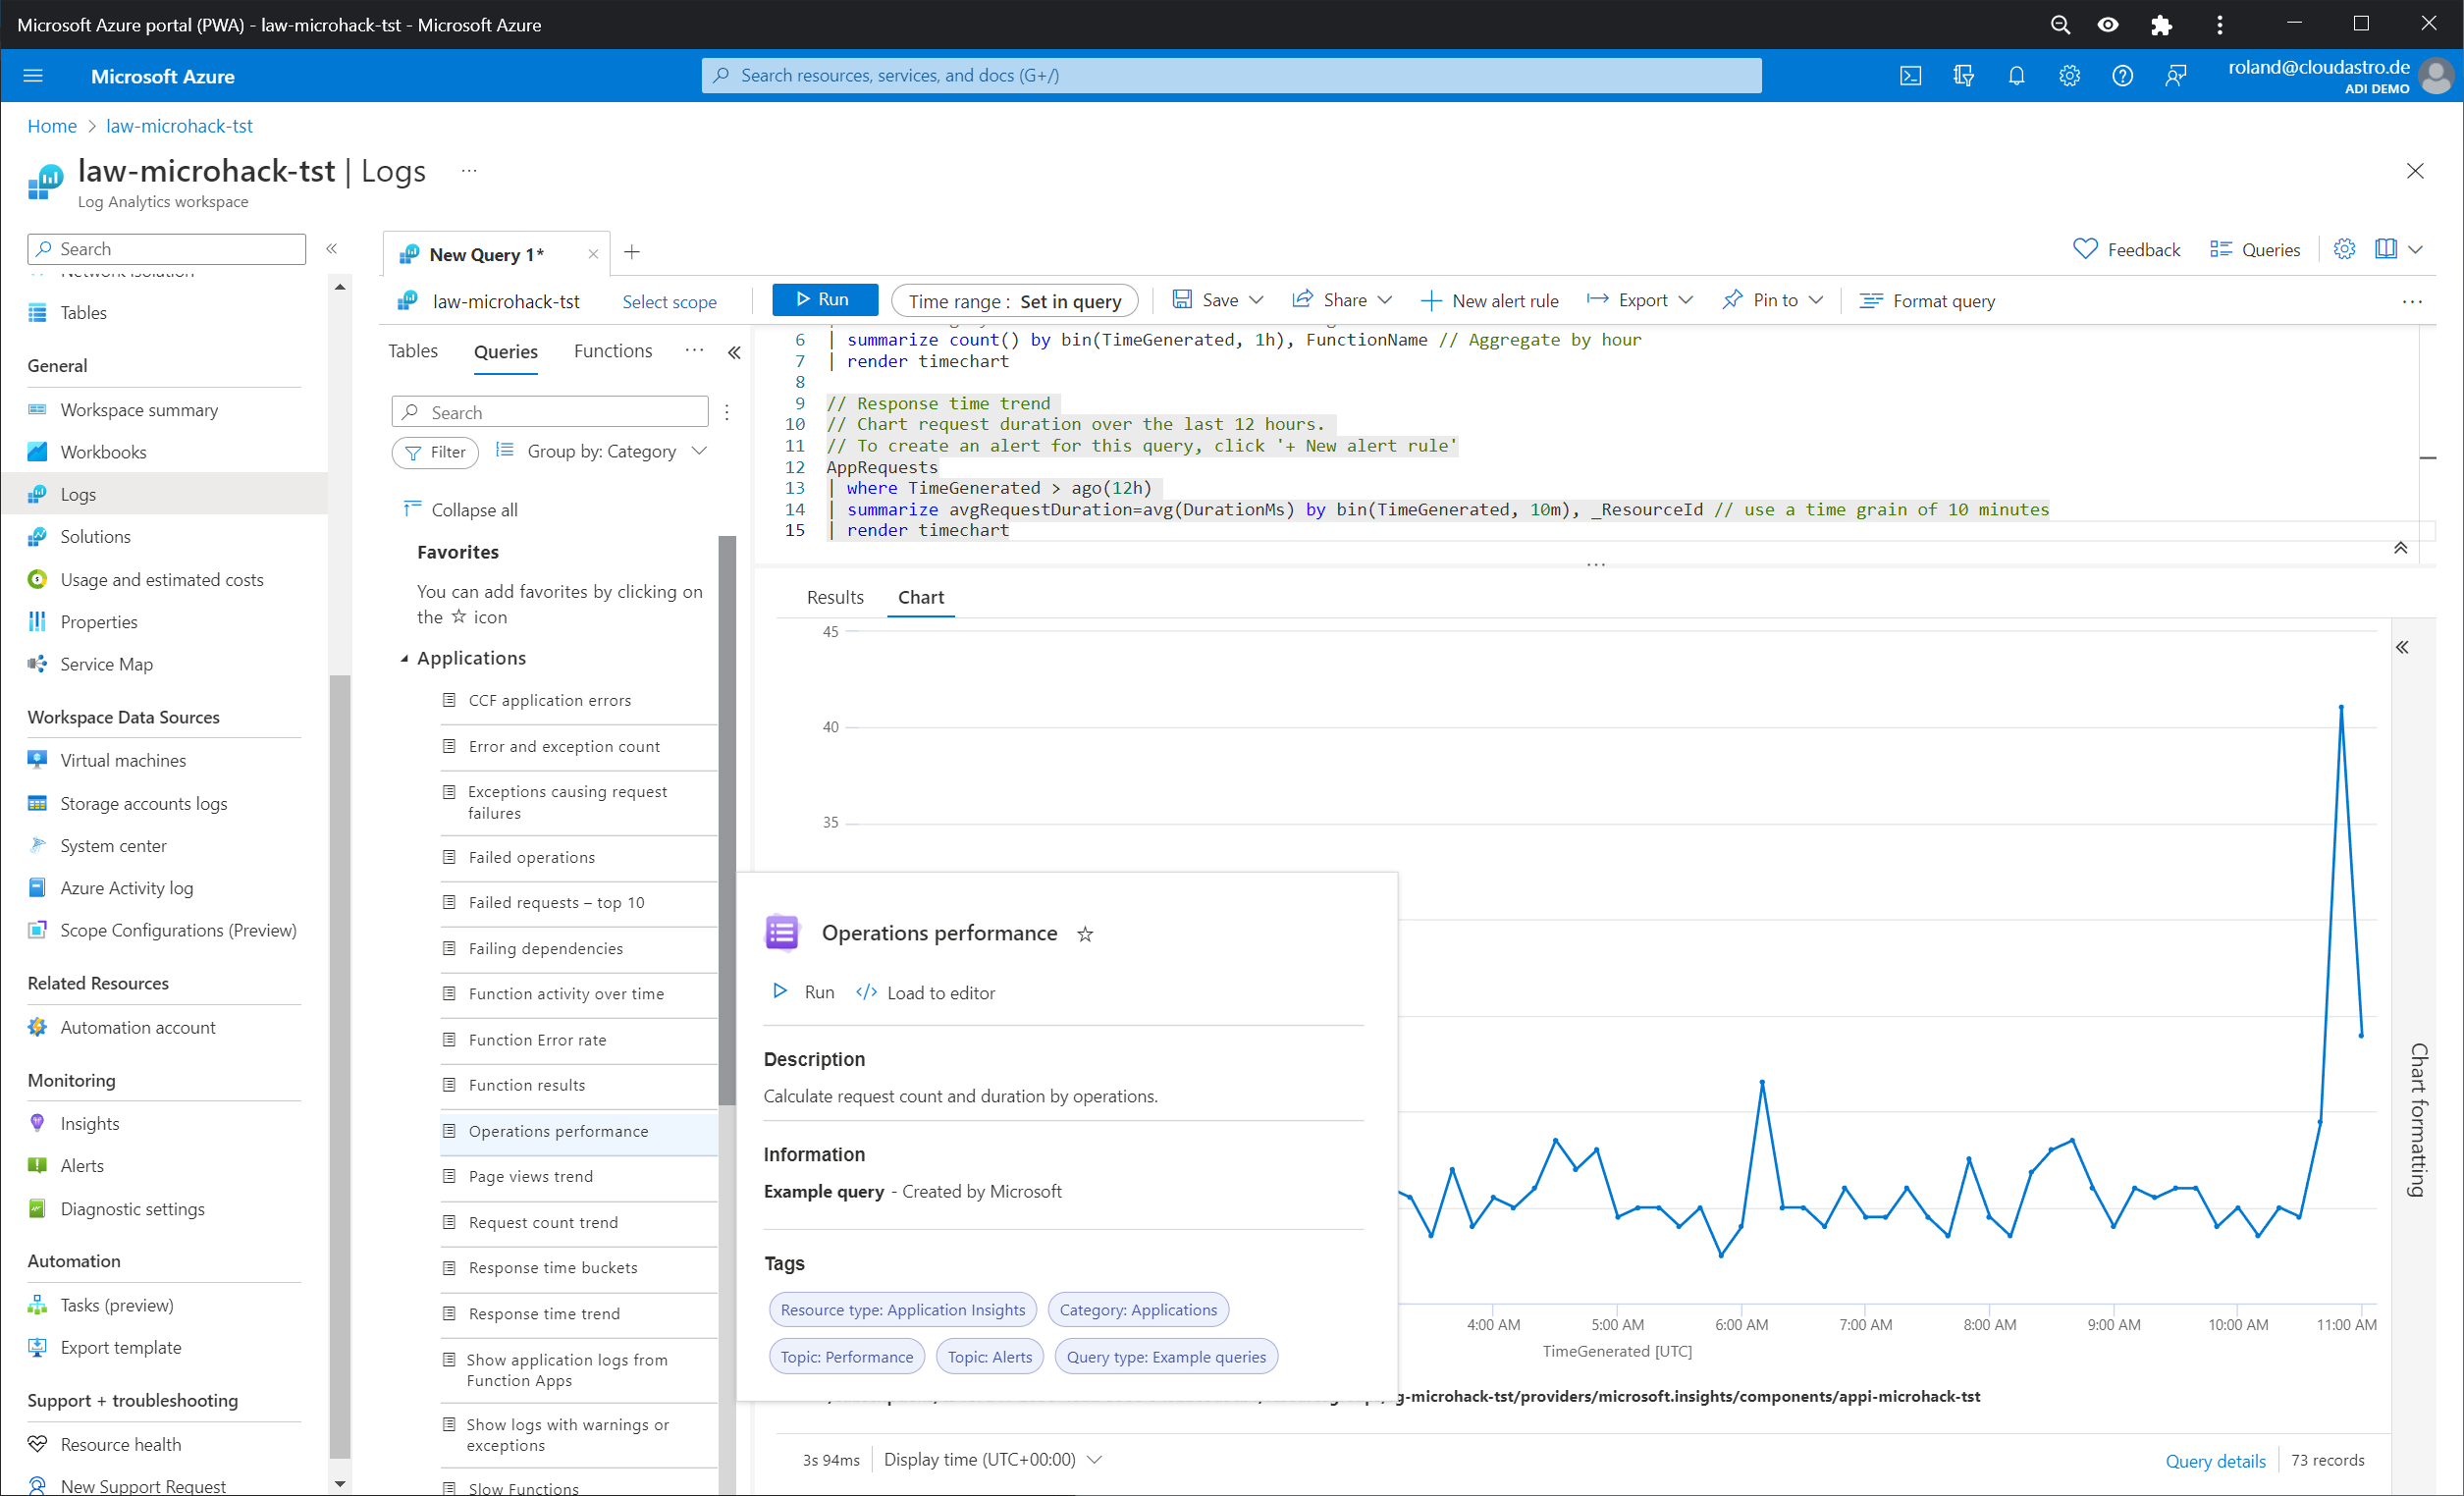 Microsoft Azure portal (PWA) - law-microhack-tst - Microsoft Azure
Microsoft Azure
Search resources, services, and docs (G+/)
roland@cloudastro.de
ADI DEMO
Home > law-microhack-tst
law-microhack-tst | Logs ...
Log Analytics workspace
Search
Network Isolation
Tables
General
Workspace summary
Workbooks
Logs
Solutions
Usage and estimated costs
Properties
Service Map
Workspace Data Sources
Virtual machines
Storage accounts logs
System center
Azure Activity log
Scope Configurations (Preview)
Related Resources
Automation account
Monitoring
Insights
Alerts
Diagnostic settings
Automation
Tasks (preview)
Export template
Support + troubleshooting
Resource health
New Support Request
New Query 1*
Feedback
Queries
law-microhack-tst
Select scope
Run
Time range : Set in query
Save
Share
New alert rule
Export
Pin to
Format query
...
Tables
Queries
Functions
...
Search
Filter
Group by: Category
Collapse all
Favorites
You can add favorites by clicking on
the ☆ icon
Applications
CCF application errors
Error and exception count
Exceptions causing request
failures
Failed operations
Failed requests – top 10
Failing dependencies
Function activity over time
Function Error rate
Function results
Operations performance
Page views trend
Request count trend
Response time buckets
Response time trend
Show application logs from
Function Apps
Show logs with warnings or
exceptions
Slow Functions
6 | summarize count() by bin(TimeGenerated, 1h), FunctionName // Aggregate by hour
7 | render timechart
8
9 // Response time trend
10 // Chart request duration over the last 12 hours.
11 // To create an alert for this query, click '+ New alert rule'
12 AppRequests
13 | where TimeGenerated > ago(12h)
14 | summarize avgRequestDuration=avg(DurationMs) by bin(TimeGenerated, 10m), _ResourceId // use a time grain of 10 minutes
15 | render timechart
...
Results
Chart
45
40
35
Operations performance ☆
Run
</> Load to editor
Description
Calculate request count and duration by operations.
Information
Example query - Created by Microsoft
Tags
Resource type: Application Insights
Category: Applications
Topic: Performance
Topic: Alerts
Query type: Example queries
4:00 AM
5:00 AM
6:00 AM
7:00 AM
8:00 AM
9:00 AM
10:00 AM
11:00 AM
TimeGenerated [UTC]
g-microhack-tst/providers/microsoft.insights/components/appi-microhack-tst
Chart formatting
3s 94ms
Display time (UTC+00:00)
Query details
73 records